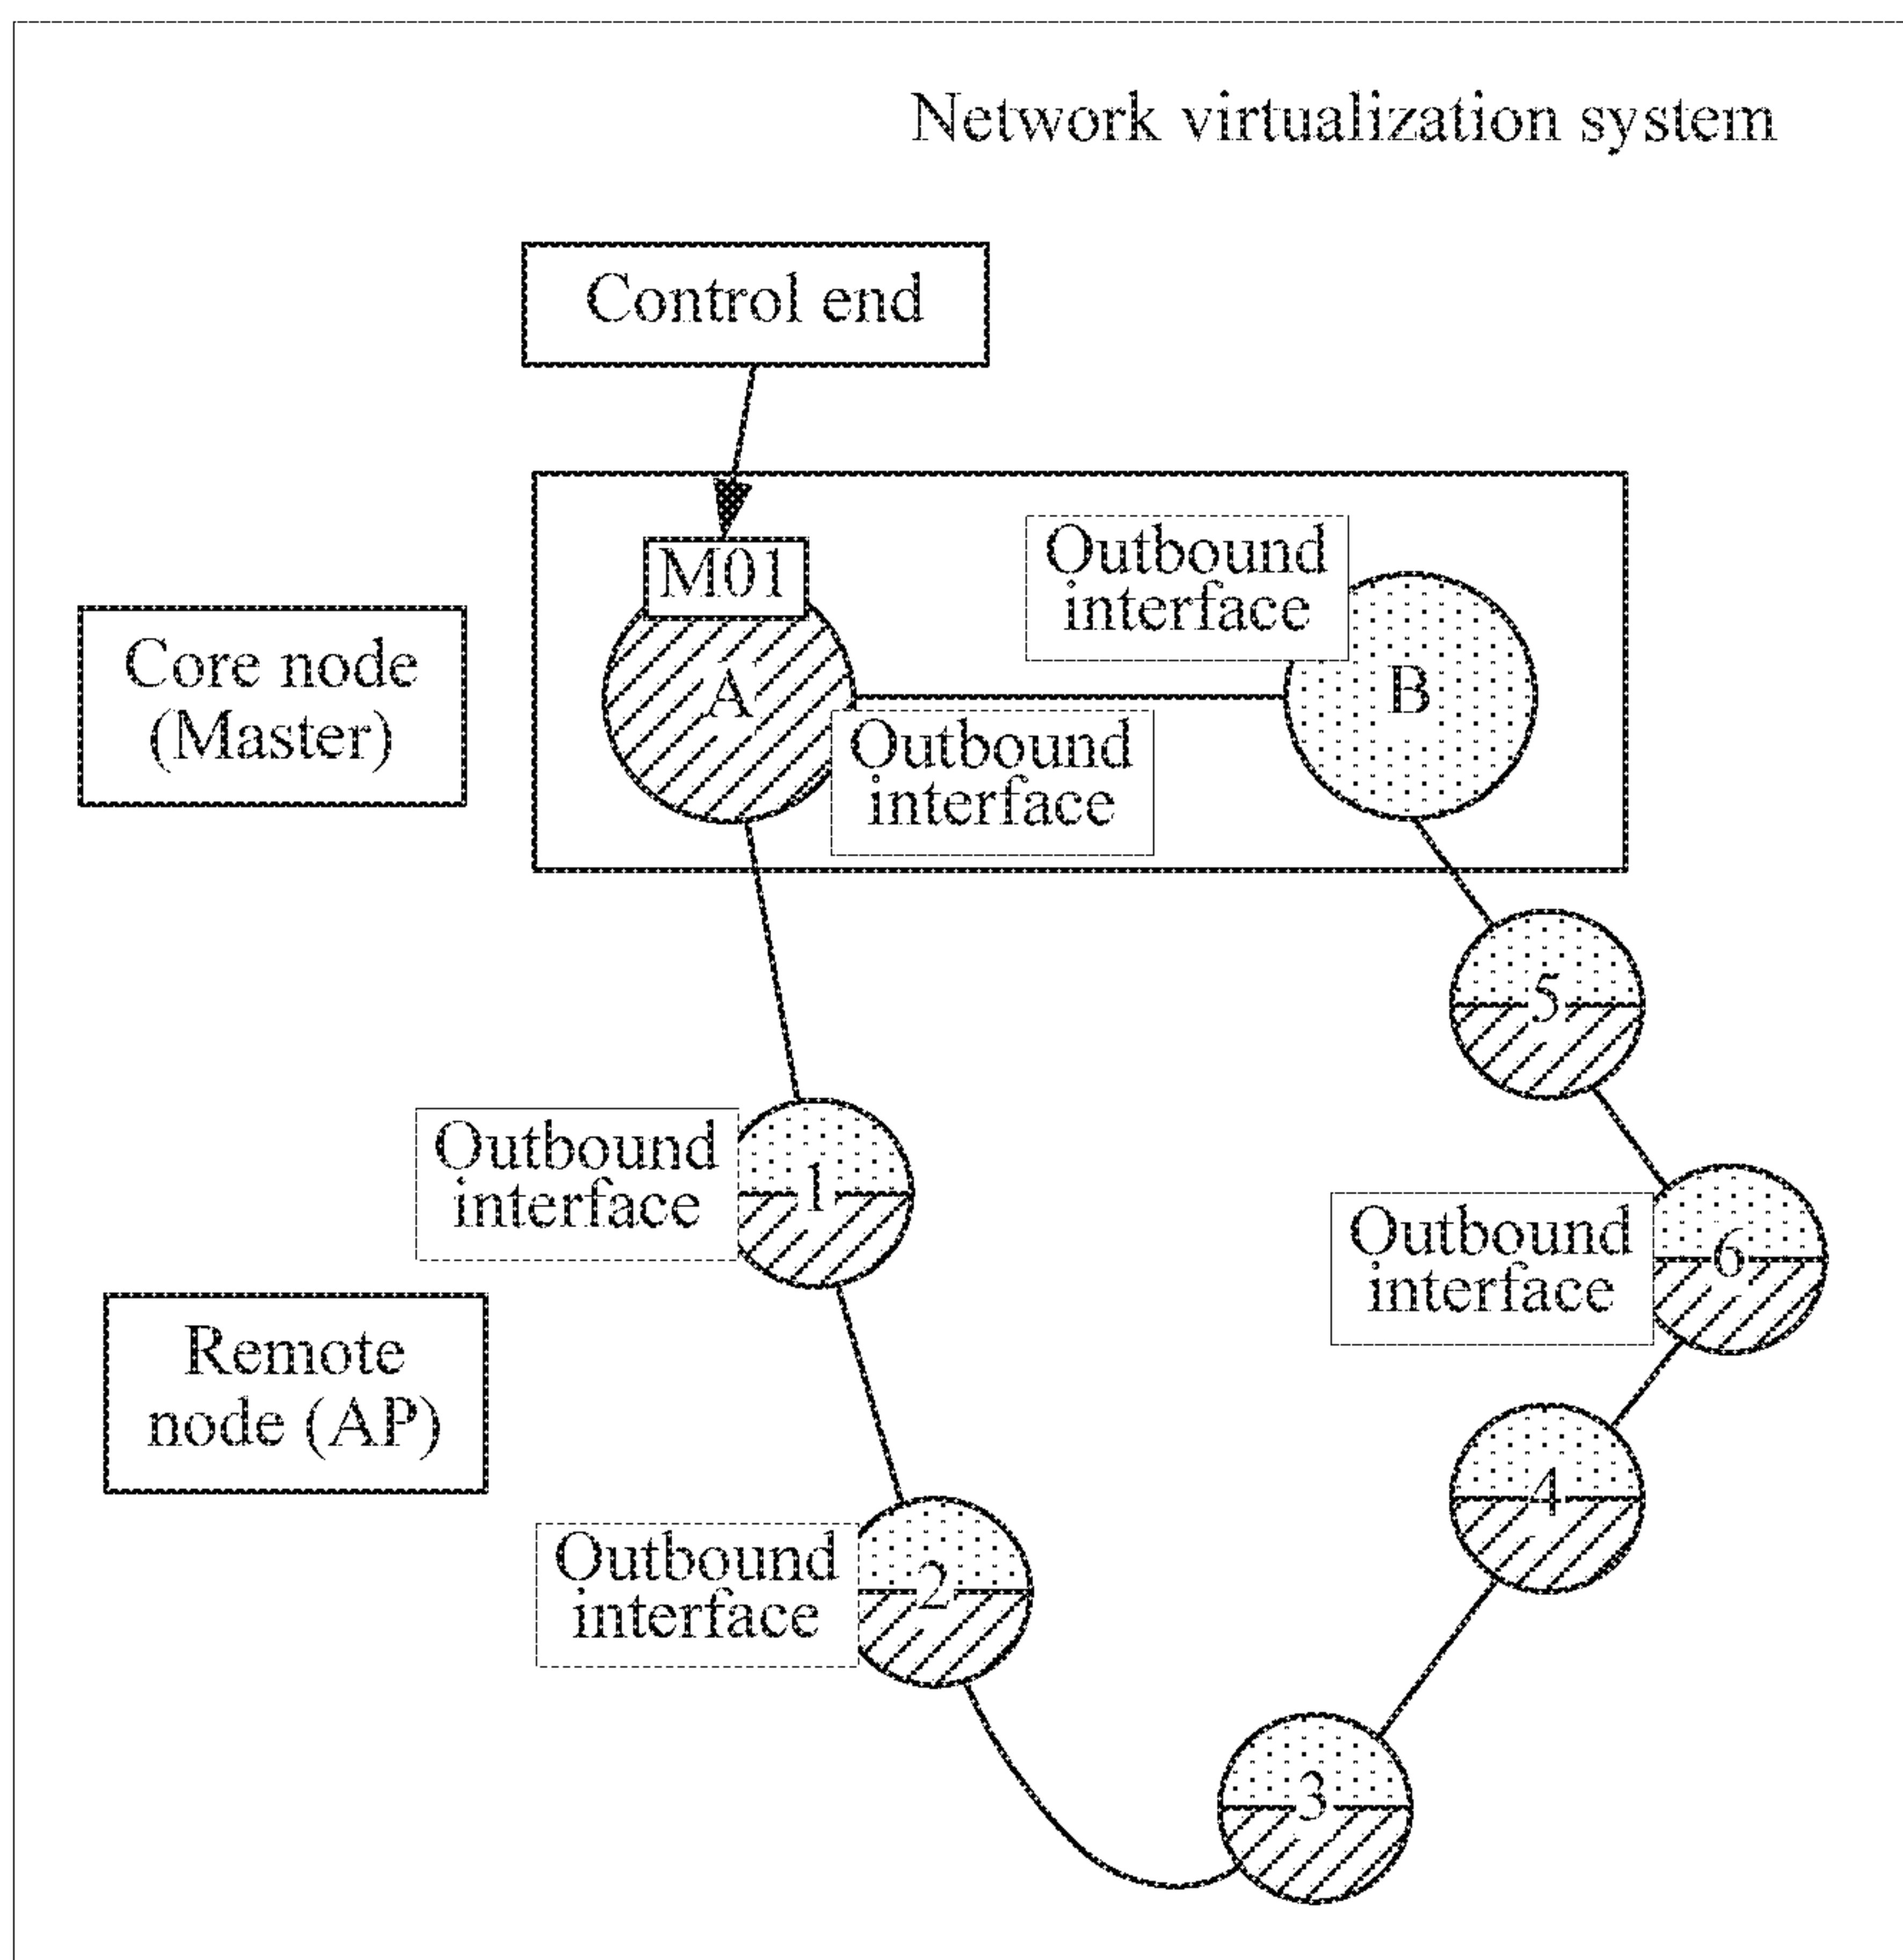 Network virtualization system
Control end
M01
Outbound
interface
Core node
(Master)
A
B
Outbound
interface
5
Outbound
interface
1
Outbound
interface
6
Remote
node (AP)
4
Outbound
interface
2
3